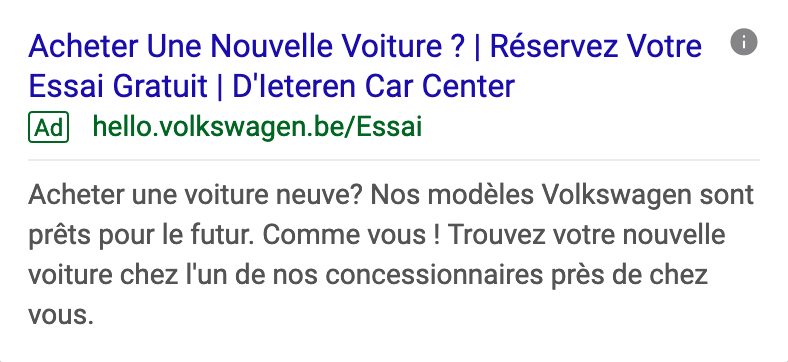 Acheter Une Nouvelle Voiture ? | Réservez Votre
Essai Gratuit | D'Ieteren Car Center
Ad hello.volkswagen.be/Essai
Acheter une voiture neuve? Nos modèles Volkswagen sont
prêts pour le futur. Comme vous ! Trouvez votre nouvelle
voiture chez l'un de nos concessionnaires près de chez
vous.